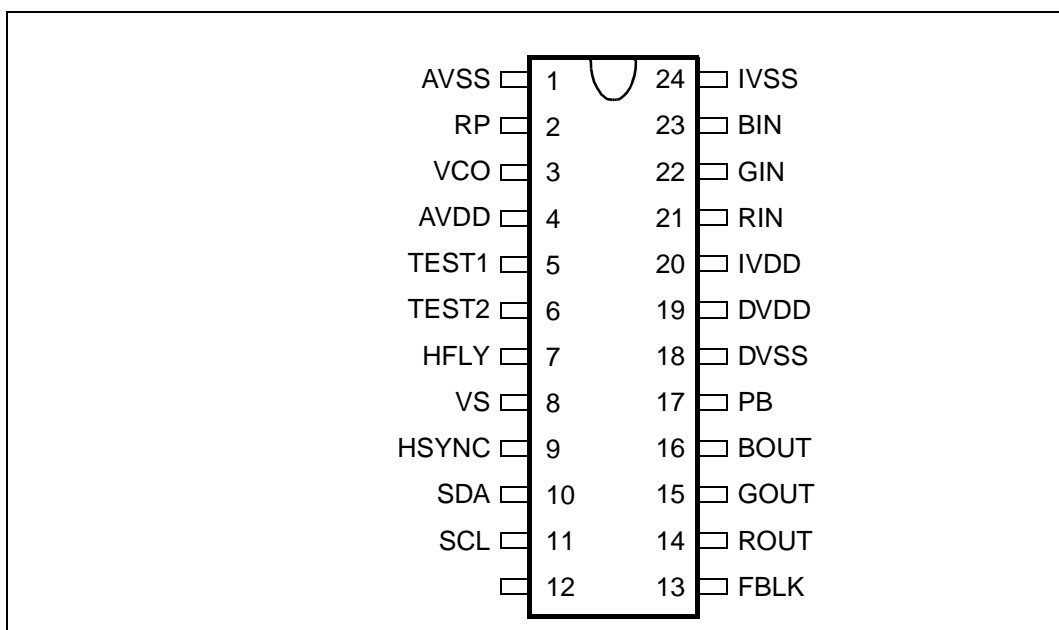 AVSS 1 24 IVSS
RP 2 23 BIN
VCO 3 22 GIN
AVDD 4 21 RIN
TEST1 5 20 IVDD
TEST2 6 19 DVDD
HFLY 7 18 DVSS
VS 8 17 PB
HSYNC 9 16 BOUT
SDA 10 15 GOUT
SCL 11 14 ROUT
12 13 FBLK